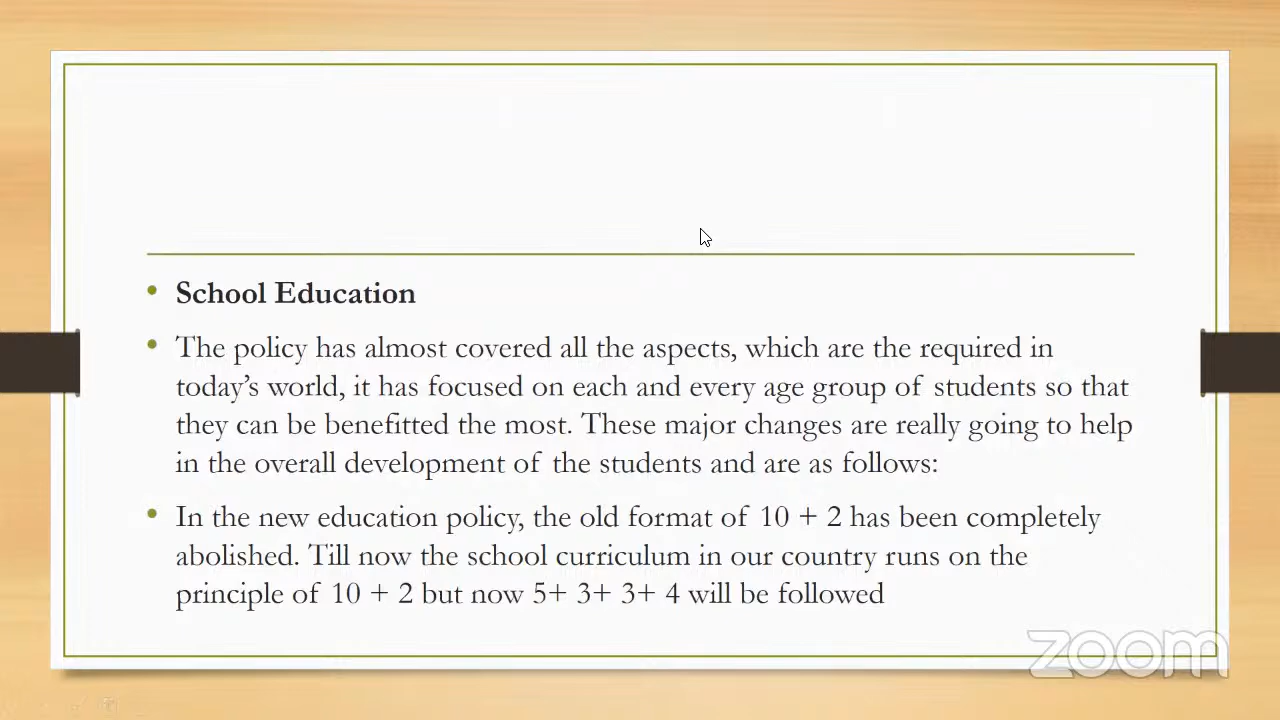 School Education
The policy has almost covered all the aspects, which are the required in
today's world, it has focused on each and every age group of students so that
they can be benefitted the most. These major changes are really going to help
in the overall development of the students and are as follows:
In the new education policy, the old format of 10 + 2 has been completely
abolished. Till now the school curriculum in our country runs on the
principle of 10 + 2 but now 5+ 3+ 3+ 4 will be followed
zoom